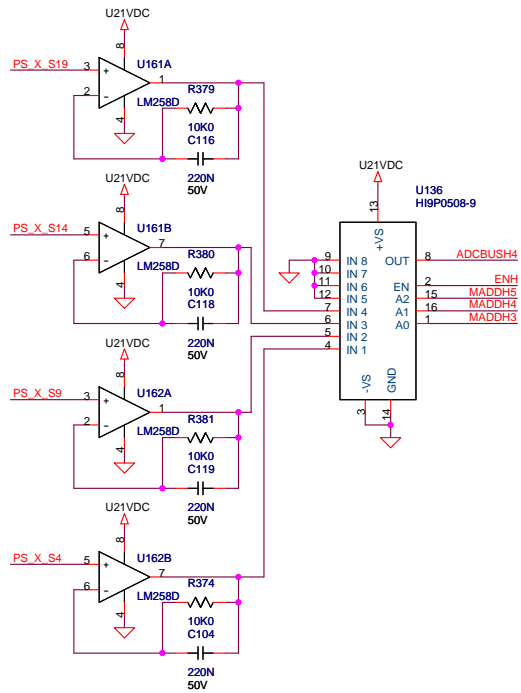 U21VDC
8
U161A
PS_X_S19
3
+
1
R379
2
-
LM258D
4
10K0
C116
220N
50V
U21VDC
8
U161B
PS_X_S14
5
+
7
R380
6
-
LM258D
4
10K0
C118
220N
50V
U21VDC
8
U162A
PS_X_S9
3
+
1
R381
2
-
LM258D
4
10K0
C119
220N
50V
U21VDC
8
U162B
PS_X_S4
5
+
7
R374
6
-
LM258D
4
10K0
C104
220N
50V
U21VDC
U136
HI9P0508-9
13
+VS
9 IN 8 OUT 8 ADCBUSH4
10 IN 7
11 IN 6 EN 2 ENH
12 IN 5 A2 15 MADDH5
7 IN 4 A1 16 MADDH4
6 IN 3 A0 1 MADDH3
5 IN 2
4 IN 1
-VS GND
3 14